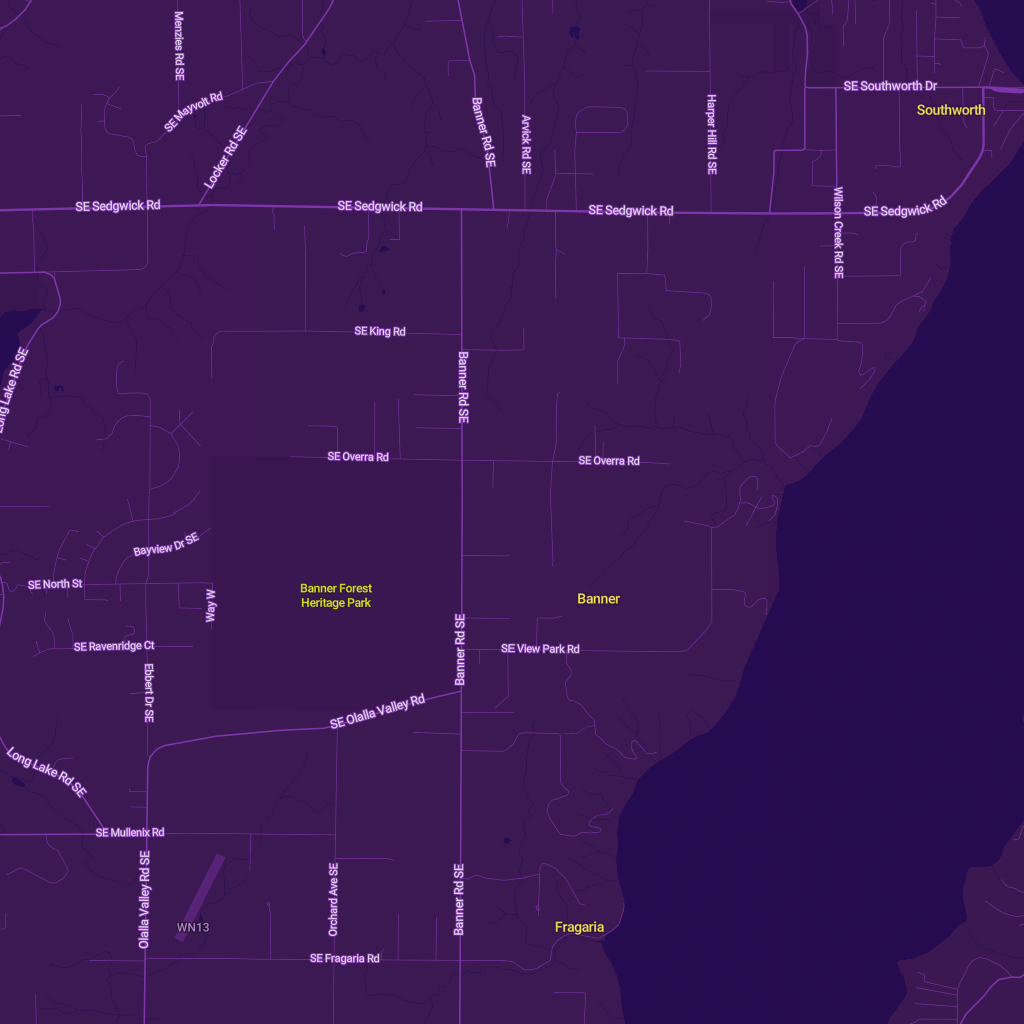 Menzies Rd SE
SE Mayvolt Rd
Locker Rd SE
Banner Rd SE
Arvick Rd SE
Harper Hill Rd SE
SE Southworth Dr
Southworth
SE Sedgwick Rd
SE Sedgwick Rd
SE Sedgwick Rd
SE Sedgwick Rd
Wilson Creek Rd SE
SE King Rd
Long Lake Rd SE
Banner Rd SE
SE Overra Rd
SE Overra Rd
Bayview Dr SE
SE North St
Way W
Banner Forest
Heritage Park
Banner
SE Ravenridge Ct
Banner Rd SE
SE View Park Rd
Ebbert Dr SE
SE Olalla Valley Rd
Long Lake Rd SE
SE Mullenix Rd
Olalla Valley Rd SE
WN13
Orchard Ave SE
Banner Rd SE
Fragaria
SE Fragaria Rd